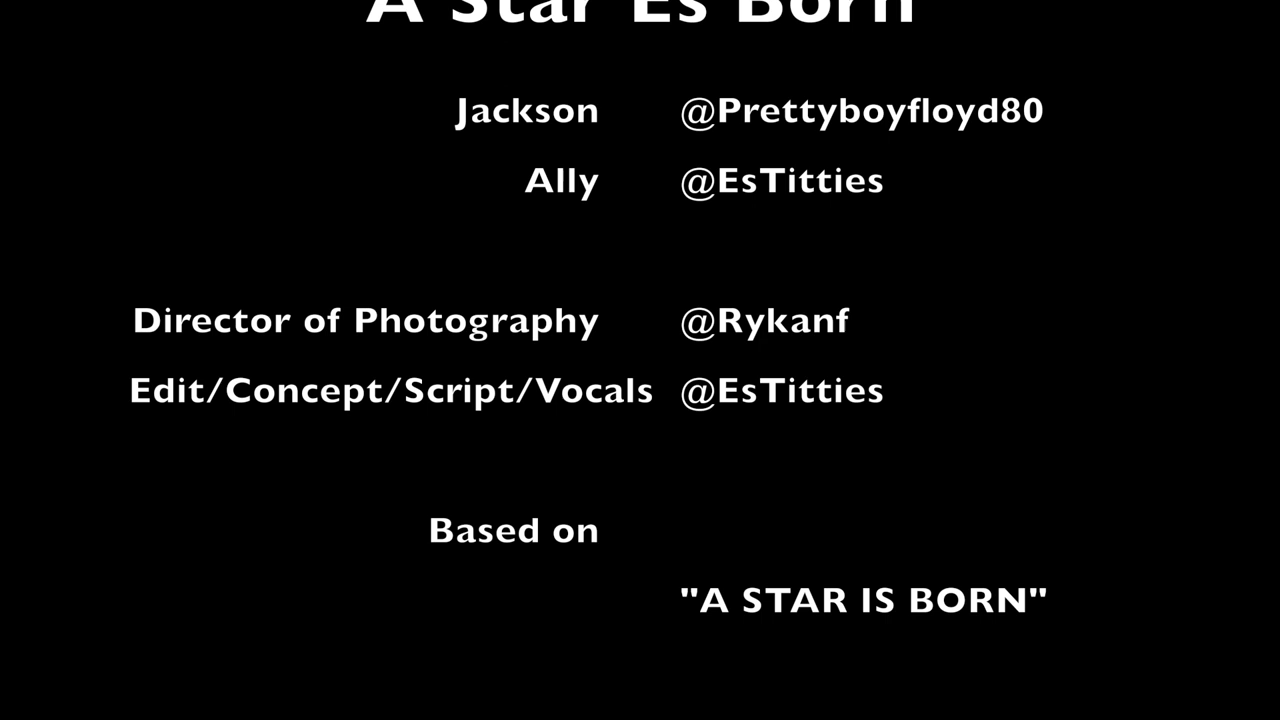 A Star Es Born
Jackson @Prettyboyfloyd80
Ally @EsTitties
Director of Photography @Rykanf
Edit/Concept/Script/Vocals @EsTitties
Based on
"A STAR IS BORN"